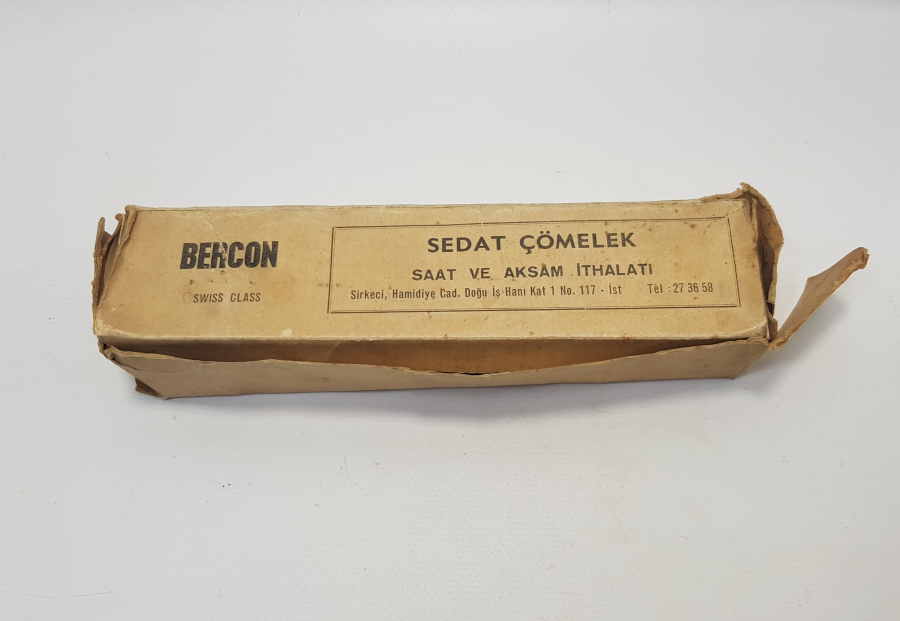 BERCON
SWISS CLASS
SEDAT ÇÖMELEK
SAAT VE AKSAM İTHALATI
Sirkeci, Hamidiye Cad. Doğu İş Hanı Kat 1 No. 117 - İst Tel : 27 36 58